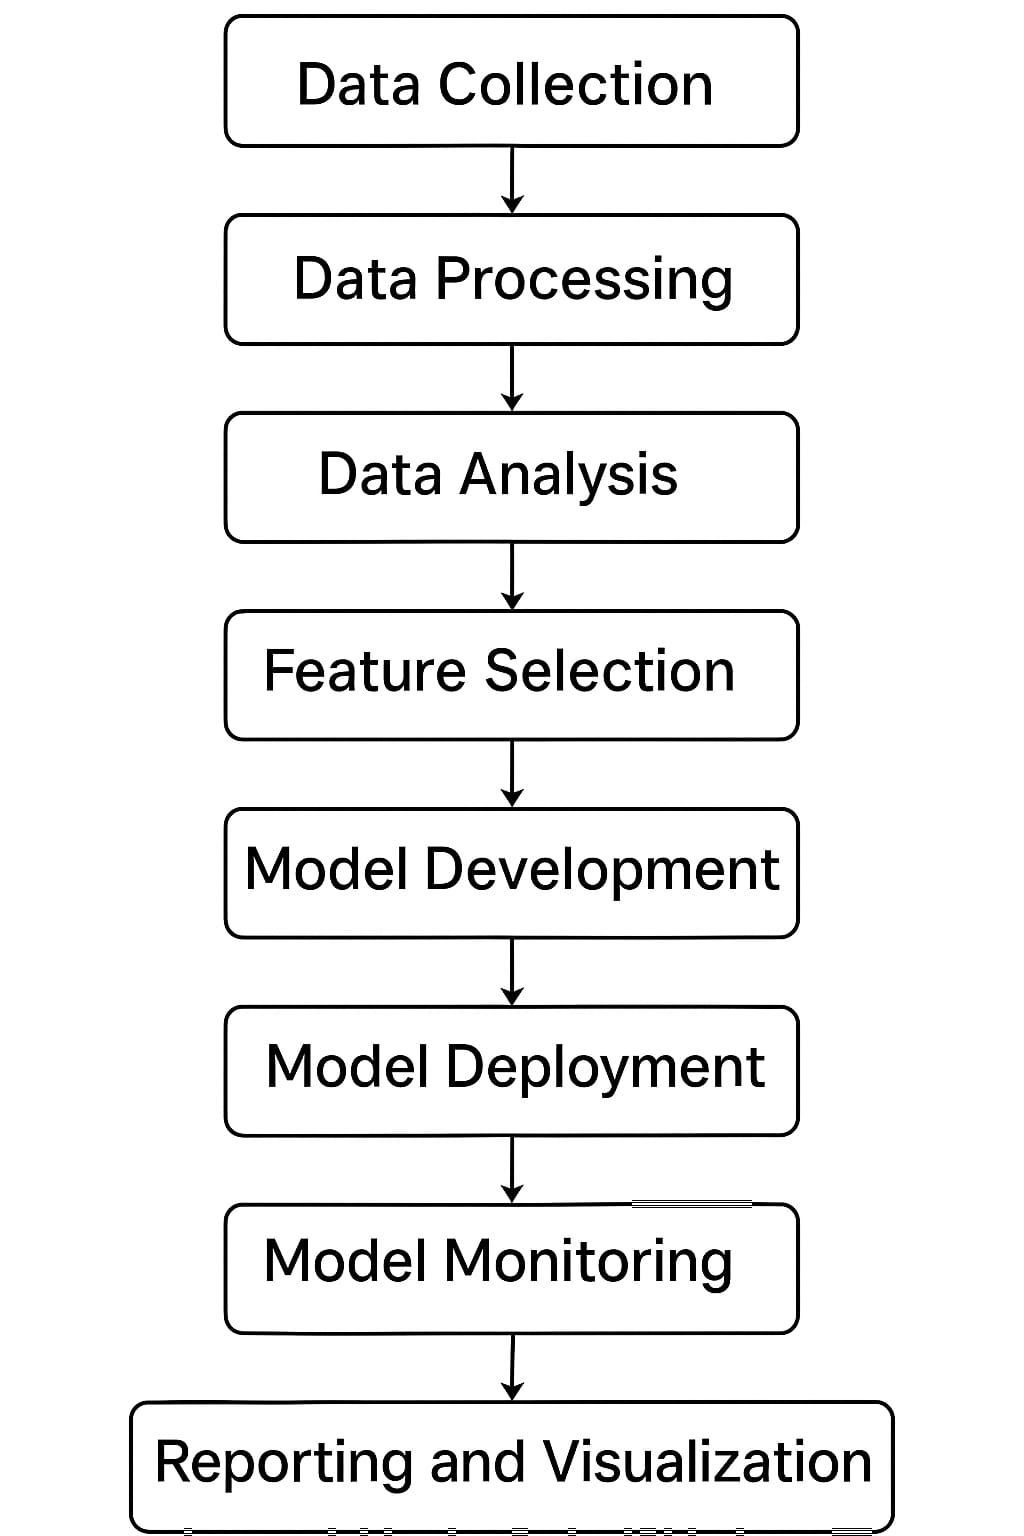 Data Collection
Data Processing
Data Analysis
Feature Selection
Model Development
Model Deployment
Model Monitoring
Reporting and Visualization